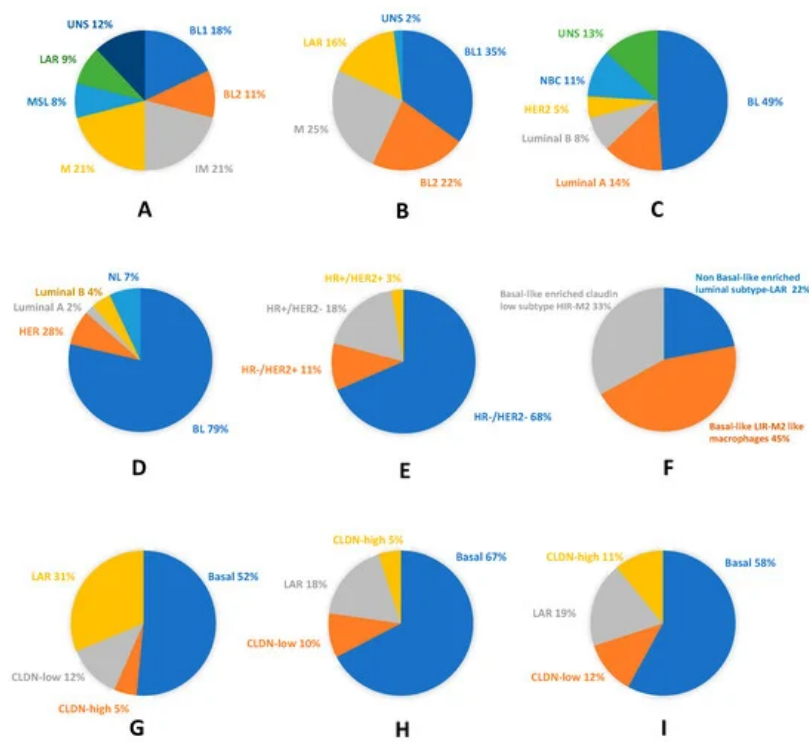 UNS 12%
BL1 18%
LAR 9%
BL2 11%
MSL 8%
M 21%
IM 21%
A
UNS 2%
LAR 16%
BL1 35%
M 25%
BL2 22%
B
UNS 13%
NBC 11%
BL 49%
HER2 5%
Luminal B 8%
Luminal A 14%
C
NL 7%
Luminal B 4%
Luminal A 2%
HER 28%
BL 79%
D
HR+/HER2+ 3%
HR+/HER2- 18%
HR-/HER2+ 11%
HR-/HER2- 68%
E
Non Basal-like enriched
luminal subtype-LAR 22%
Basal-like enriched claudin
low subtype HIR-M2 33%
Basal-like LIR-M2 like
macrophages 45%
F
LAR 31%
Basal 52%
CLDN-low 12%
CLDN-high 5%
G
CLDN-high 5%
Basal 67%
LAR 18%
CLDN-low 10%
H
CLDN-high 11%
Basal 58%
LAR 19%
CLDN-low 12%
I